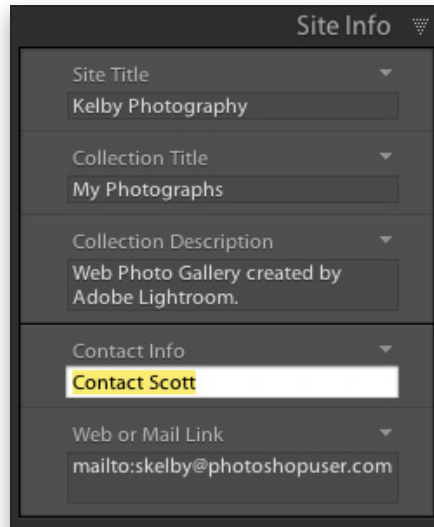 Site Info
Site Title
Kelby Photography
Collection Title
My Photographs
Collection Description
Web Photo Gallery created by
Adobe Lightroom.
Contact Info
Contact Scott
Web or Mail Link
mailto:skelby@photoshopuser.com